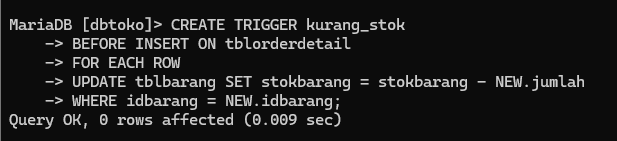 MariaDB [dbtoko]> CREATE TRIGGER kurang_stok
-> BEFORE INSERT ON tblorderdetail
-> FOR EACH ROW
-> UPDATE tblbarang SET stokbarang = stokbarang - NEW.jumlah
-> WHERE idbarang = NEW.idbarang;
Query OK, 0 rows affected (0.009 sec)